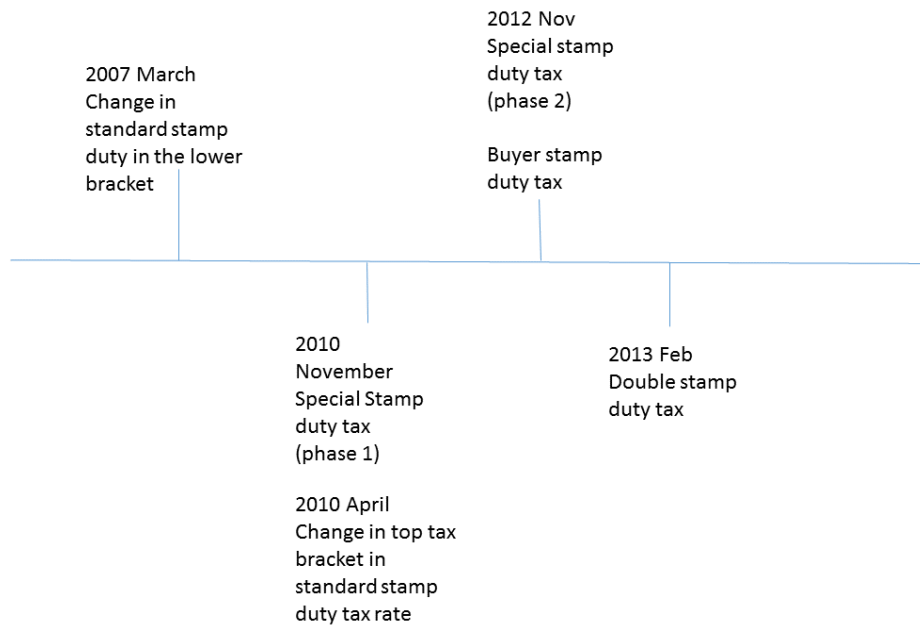 2007 March
Change in
standard stamp
duty in the lower
bracket
2012 Nov
Special stamp
duty tax
(phase 2)
Buyer stamp
duty tax
2010
November
Special Stamp
duty tax
(phase 1)
2010 April
Change in top tax
bracket in
standard stamp
duty tax rate
2013 Feb
Double stamp
duty tax